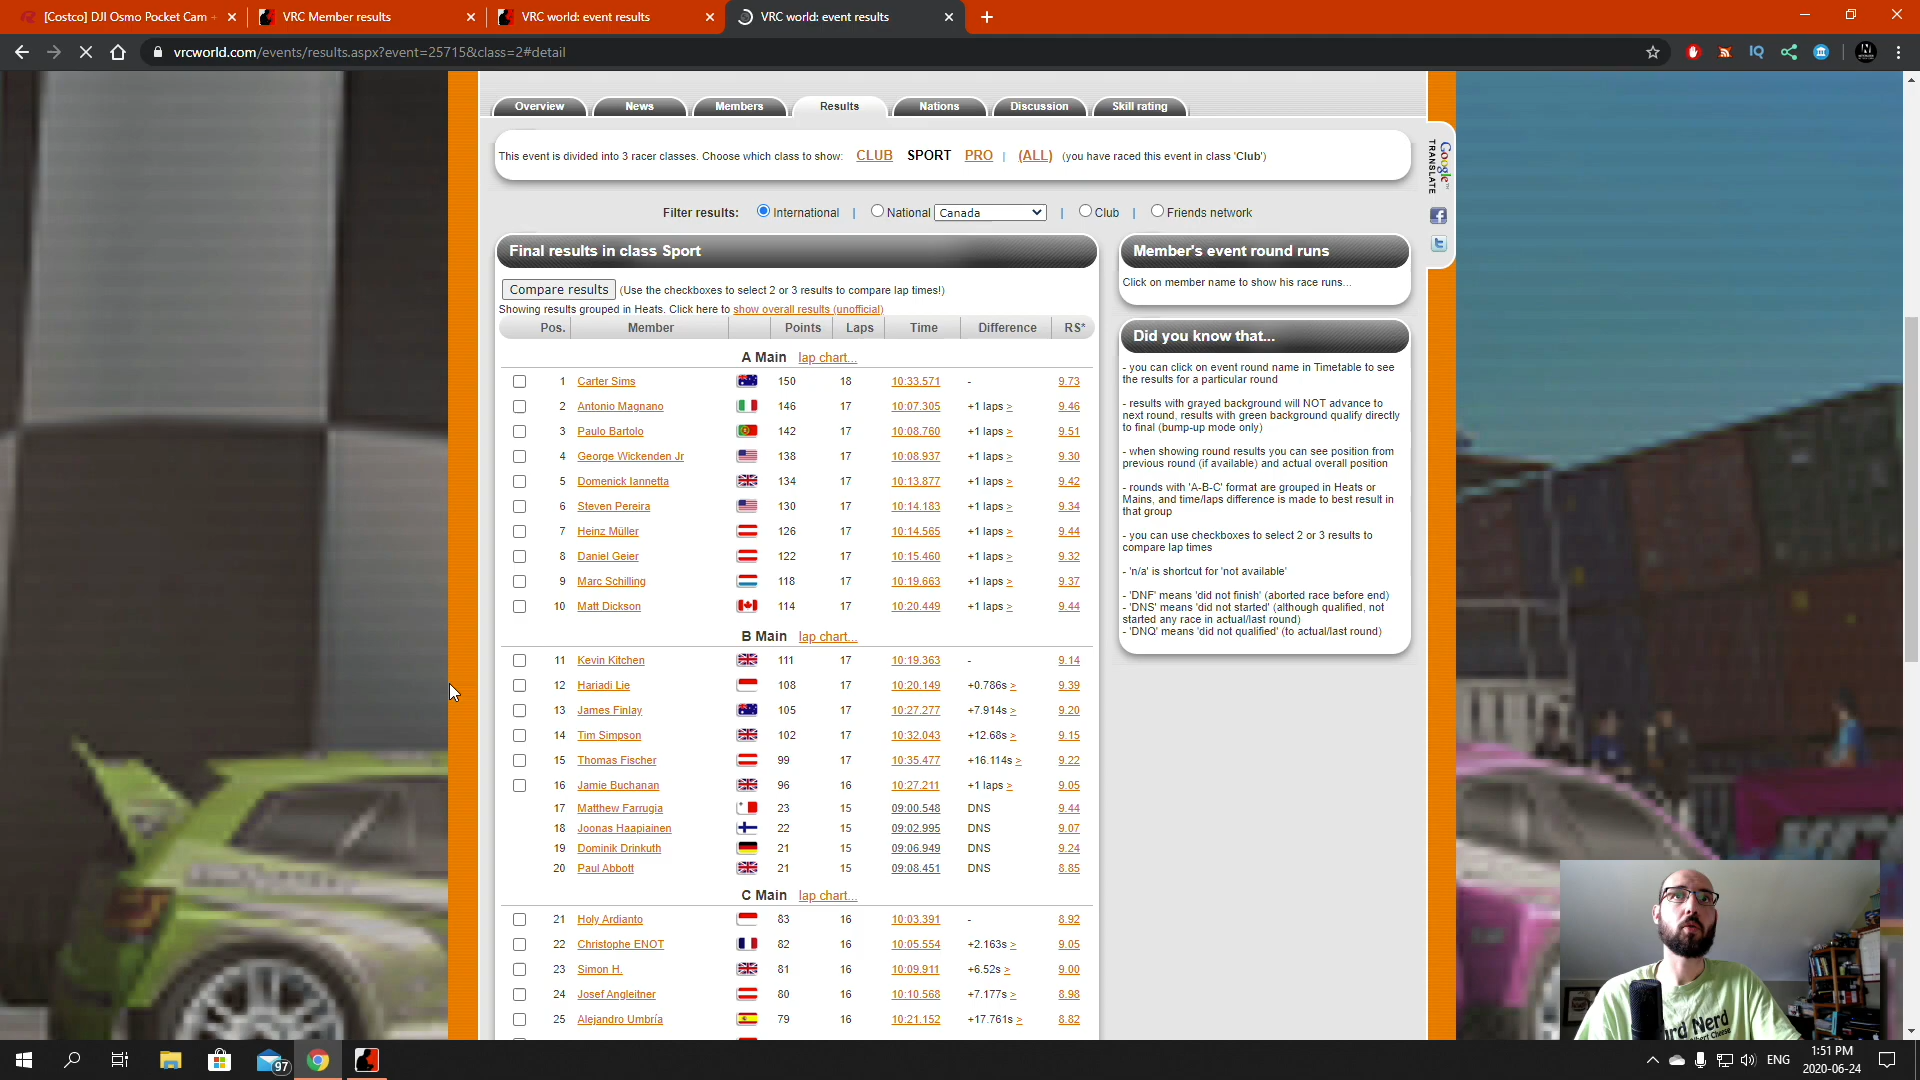 [Costco] DJI Osmo Pocket Cam
VRC Member results
VRC world: event results
VRC world: event results
vrcworld.com/events/results.aspx?event=25715&class=2#detail
Overview News Members Results Nations Discussion Skill rating
This event is divided into 3 racer classes. Choose which class to show: CLUB SPORT PRO | (ALL) (you have raced this event in class 'Club')
Google™ TRANSLATE
Filter results: International | National Canada | Club | Friends network
Final results in class Sport
Compare results (Use the checkboxes to select 2 or 3 results to compare lap times!)
Showing results grouped in Heats. Click here to show overall results (unofficial)
Pos. Member Points Laps Time Difference RS*
A Main lap chart...
1 Carter Sims 150 18 10:33.571 - 9.73
2 Antonio Magnano 146 17 10:07.305 +1 laps > 9.46
3 Paulo Bartolo 142 17 10:08.760 +1 laps > 9.51
4 George Wickenden Jr 138 17 10:08.937 +1 laps > 9.30
5 Domenick Iannetta 134 17 10:13.877 +1 laps > 9.42
6 Steven Pereira 130 17 10:14.183 +1 laps > 9.34
7 Heinz Müller 126 17 10:14.565 +1 laps > 9.44
8 Daniel Geier 122 17 10:15.460 +1 laps > 9.32
9 Marc Schilling 118 17 10:19.663 +1 laps > 9.37
10 Matt Dickson 114 17 10:20.449 +1 laps > 9.44
B Main lap chart...
11 Kevin Kitchen 111 17 10:19.363 - 9.14
12 Hariadi Lie 108 17 10:20.149 +0.786s > 9.39
13 James Finlay 105 17 10:27.277 +7.914s > 9.20
14 Tim Simpson 102 17 10:32.043 +12.68s > 9.15
15 Thomas Fischer 99 17 10:35.477 +16.114s > 9.22
16 Jamie Buchanan 96 16 10:27.211 +1 laps > 9.05
17 Matthew Farrugia 23 15 09:00.548 DNS 9.44
18 Joonas Haapiainen 22 15 09:02.995 DNS 9.07
19 Dominik Drinkuth 21 15 09:06.949 DNS 9.24
20 Paul Abbott 21 15 09:08.451 DNS 8.85
C Main lap chart...
21 Holy Ardianto 83 16 10:03.391 - 8.92
22 Christophe ENOT 82 16 10:05.554 +2.163s > 9.05
23 Simon H. 81 16 10:09.911 +6.52s > 9.00
24 Josef Angleitner 80 16 10:10.568 +7.177s > 8.98
25 Alejandro Umbría 79 16 10:21.152 +17.761s > 8.82
Member's event round runs
Click on member name to show his race runs...
Did you know that...
- you can click on event round name in Timetable to see
the results for a particular round
- results with grayed background will NOT advance to
next round, results with green background qualify directly
to final (bump-up mode only)
- when showing round results you can see position from
previous round (if available) and actual overall position
- rounds with 'A-B-C' format are grouped in Heats or
Mains, and time/laps difference is made to best result in
that group
- you can use checkboxes to select 2 or 3 results to
compare lap times
- 'n/a' is shortcut for 'not available'
- 'DNF' means 'did not finish' (aborted race before end)
- 'DNS' means 'did not started' (although qualified, not
started any race in actual/last round)
- 'DNQ' means 'did not qualified' (to actual/last round)
Nerd
97
ENG
1:51 PM
2020-06-24